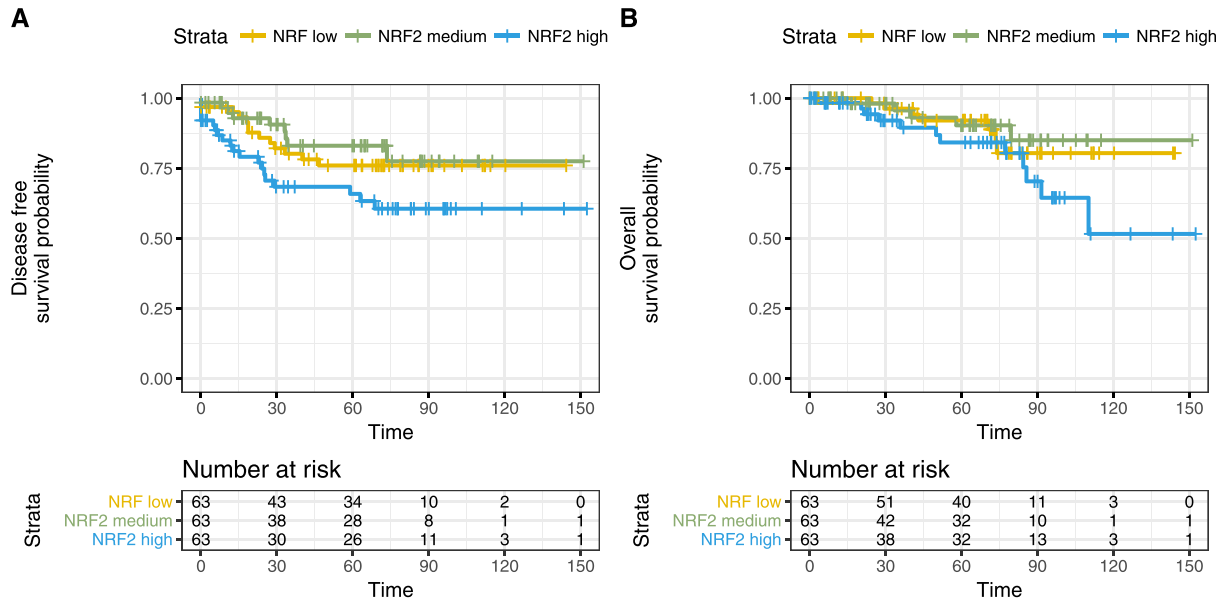 A
Strata NRF low NRF2 medium NRF2 high
Disease free
survival probability
1.00
0.75
0.50
0.25
0.00
0 30 60 90 120 150
Time
Number at risk
Strata
NRF low 63 43 34 10 2 0
NRF2 medium 63 38 28 8 1 1
NRF2 high 63 30 26 11 3 1
0 30 60 90 120 150
Time
B
Strata NRF low NRF2 medium NRF2 high
Overall
survival probability
1.00
0.75
0.50
0.25
0.00
0 30 60 90 120 150
Time
Number at risk
Strata
NRF low 63 51 40 11 3 0
NRF2 medium 63 42 32 10 1 1
NRF2 high 63 38 32 13 3 1
0 30 60 90 120 150
Time